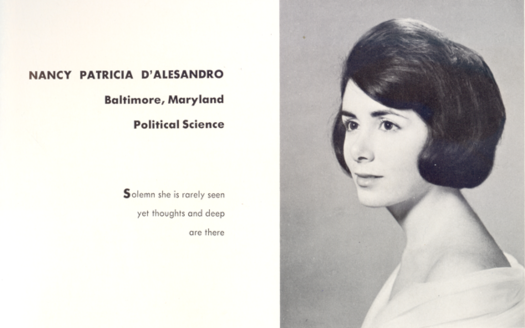 NANCY PATRICIA D'ALESANDRO
Baltimore, Maryland
Political Science
Solemn she is rarely seen
yet thoughts and deep
are there